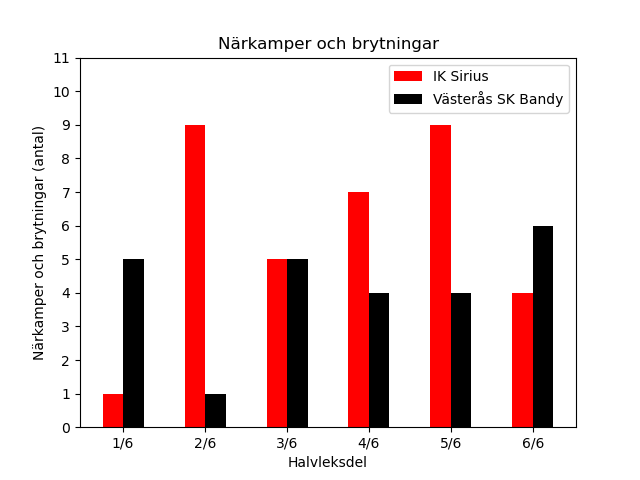 Närkamper och brytningar
IK Sirius
Västerås SK Bandy
Närkamper och brytningar (antal)
11
10
9
8
7
6
5
4
3
2
1
0
1/6 2/6 3/6 4/6 5/6 6/6
Halvleksdel